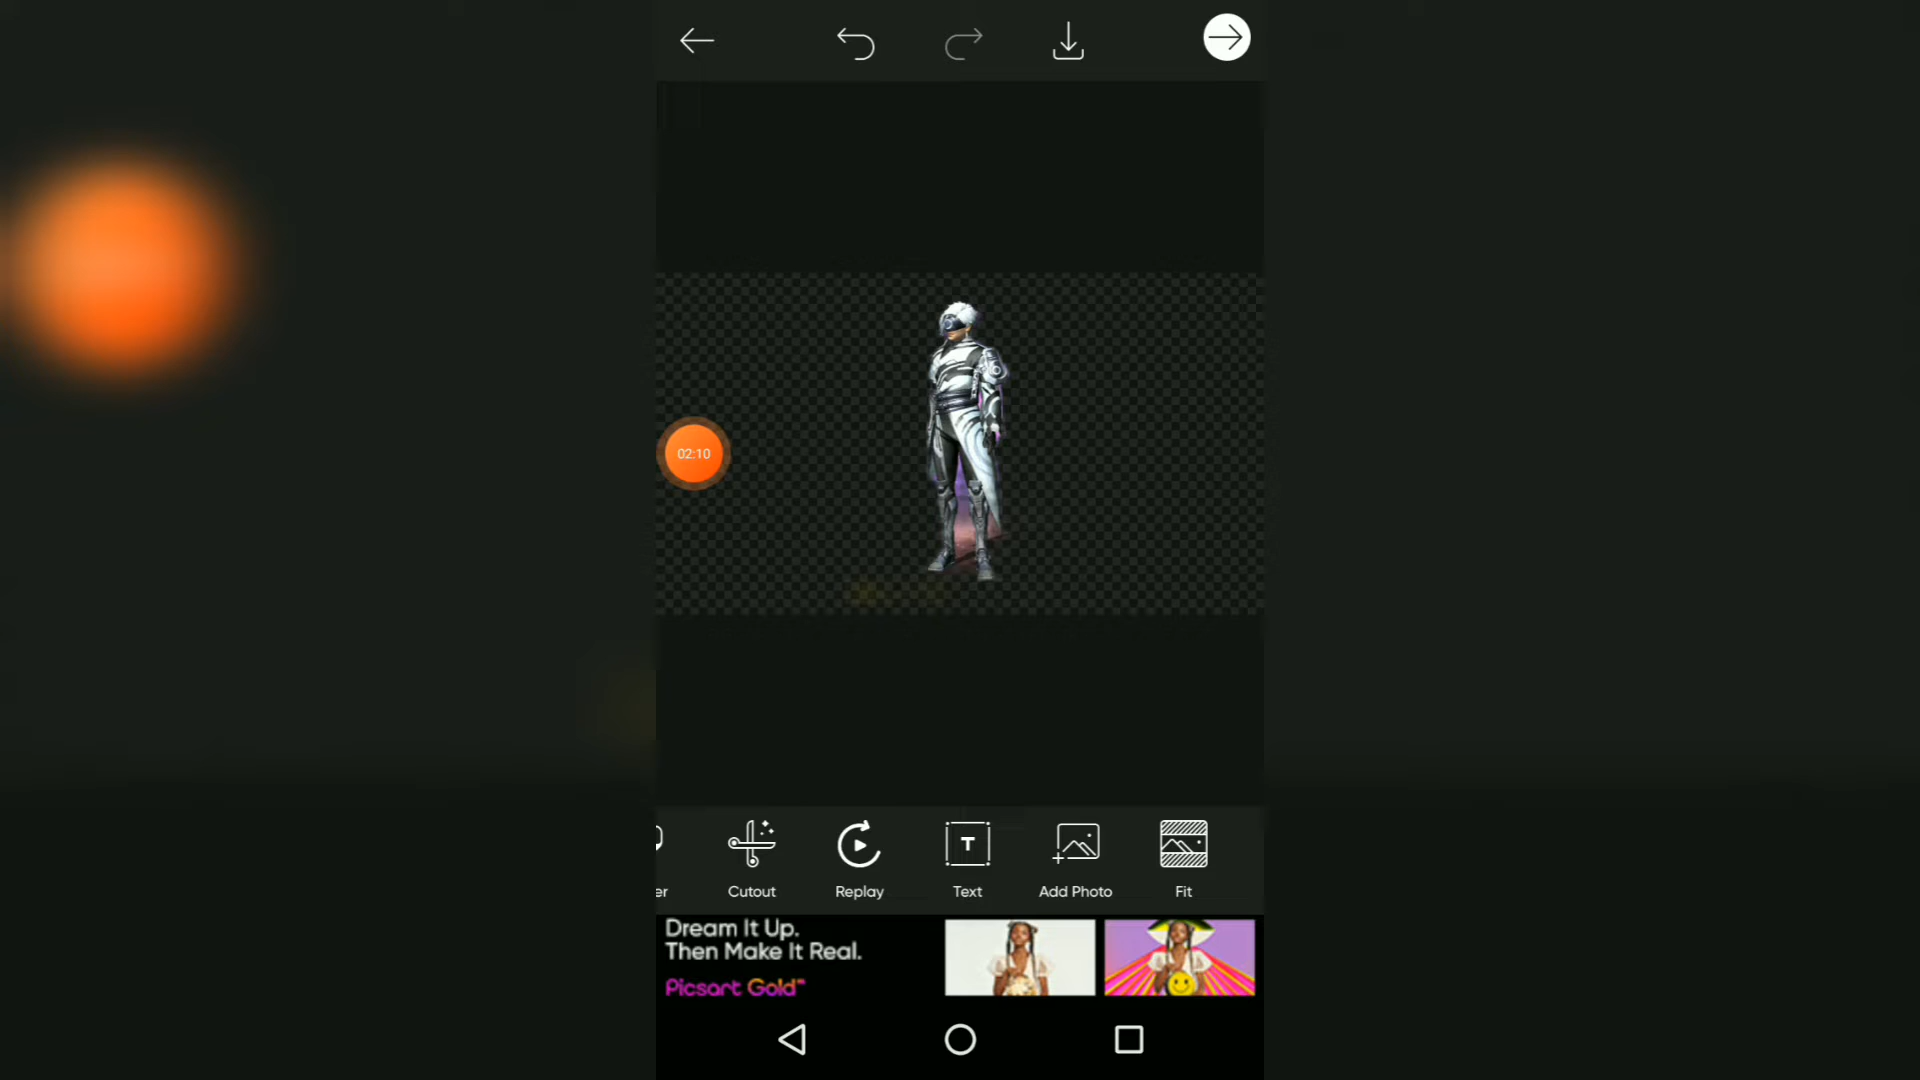 02:10
er
Cutout
Replay
T
Text
Add Photo
Fit
Dream It Up.
Then Make It Real.
Picsart Gold™